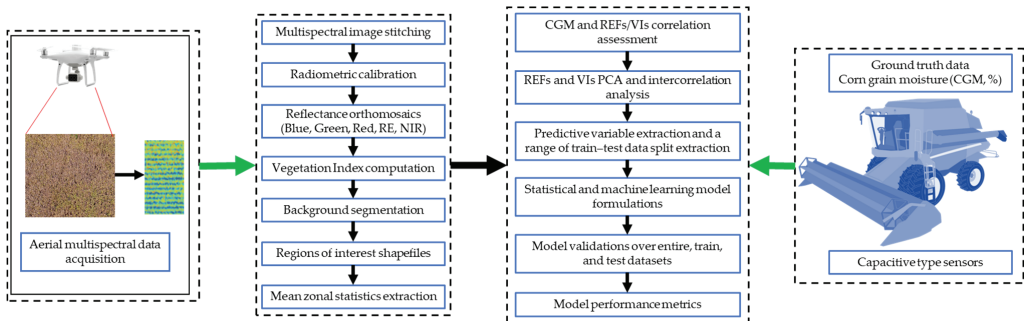 Aerial multispectral data
acquisition
Multispectral image stitching
Radiometric calibration
Reflectance orthomosaics
(Blue, Green, Red, RE, NIR)
Vegetation Index computation
Background segmentation
Regions of interest shapefiles
Mean zonal statistics extraction
CGM and REFs/VIs correlation
assessment
REFs and VIs PCA and intercorrelation
analysis
Predictive variable extraction and a
range of train–test data split extraction
Statistical and machine learning model
formulations
Model validations over entire, train,
and test datasets
Model performance metrics
Ground truth data
Corn grain moisture (CGM, %)
Capacitive type sensors